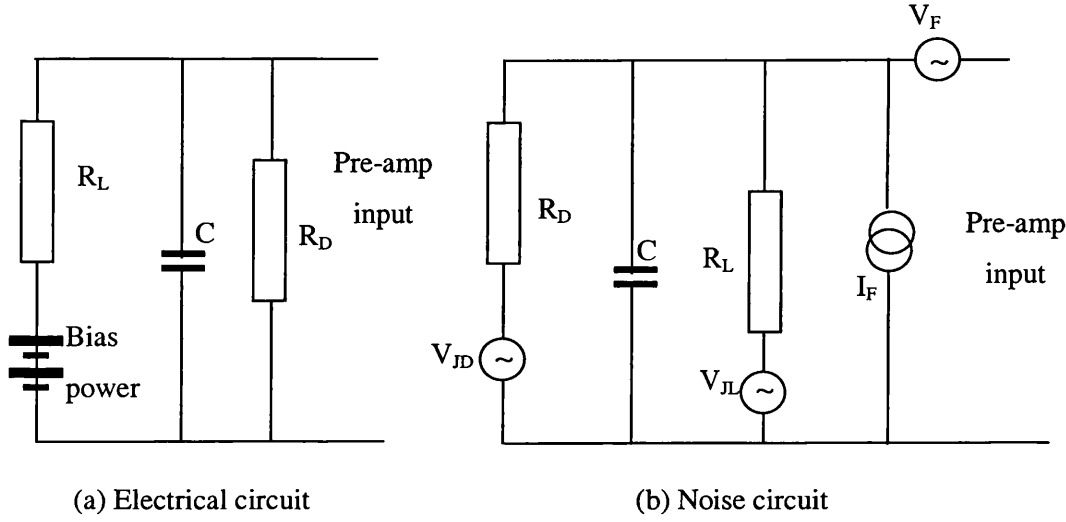 V_F
R_L
C
R_D
Pre-amp
input
Bias
power
R_D
C
R_L
I_F
Pre-amp
input
V_JD
V_JL
(a) Electrical circuit
(b) Noise circuit